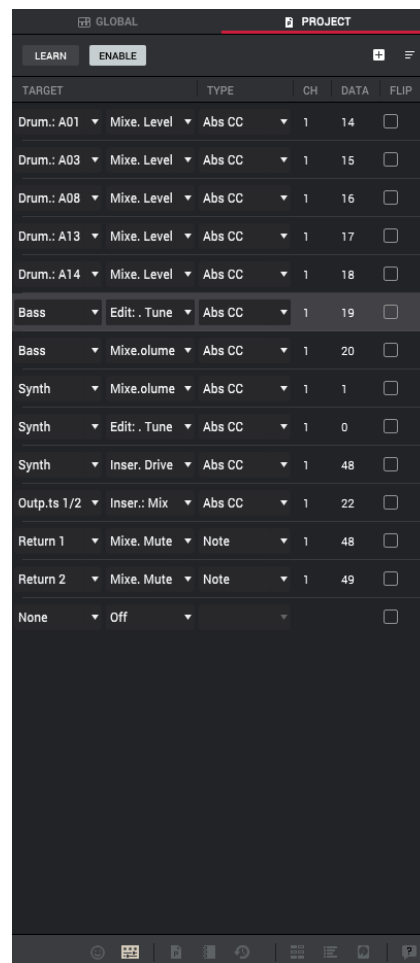 GLOBAL PROJECT
LEARN ENABLE
TARGET TYPE CH DATA FLIP
Drum.: A01 Mixe. Level Abs CC 1 14
Drum.: A03 Mixe. Level Abs CC 1 15
Drum.: A08 Mixe. Level Abs CC 1 16
Drum.: A13 Mixe. Level Abs CC 1 17
Drum.: A14 Mixe. Level Abs CC 1 18
Bass Edit: . Tune Abs CC 1 19
Bass Mixe.olume Abs CC 1 20
Synth Mixe.olume Abs CC 1 1
Synth Edit: . Tune Abs CC 1 0
Synth Inser. Drive Abs CC 1 48
Outp.ts 1/2 Inser.: Mix Abs CC 1 22
Return 1 Mixe. Mute Note 1 48
Return 2 Mixe. Mute Note 1 49
None Off